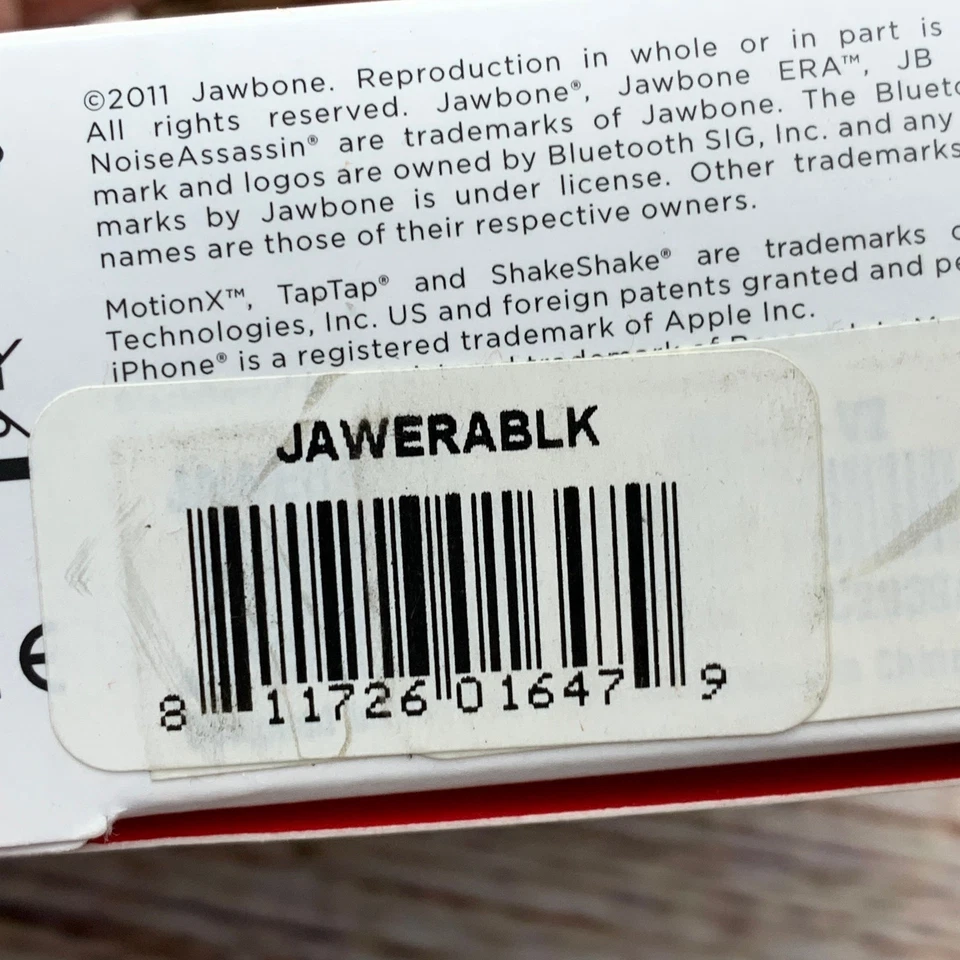 ©2011 Jawbone. Reproduction in whole or in part is
All rights reserved. Jawbone®, Jawbone ERA™, JB
NoiseAssassin® are trademarks of Jawbone. The
mark and logos are owned by Bluetooth SIG, Inc. and any
marks by Jawbone is under license. Other trademarks
names are those of their respective owners.
MotionX™, TapTap® and ShakeShake® are trademarks
Technologies, Inc. US and foreign patents granted and
iPhone® is a registered trademark of Apple Inc.
JAWERABLK
8 11726 01647 9